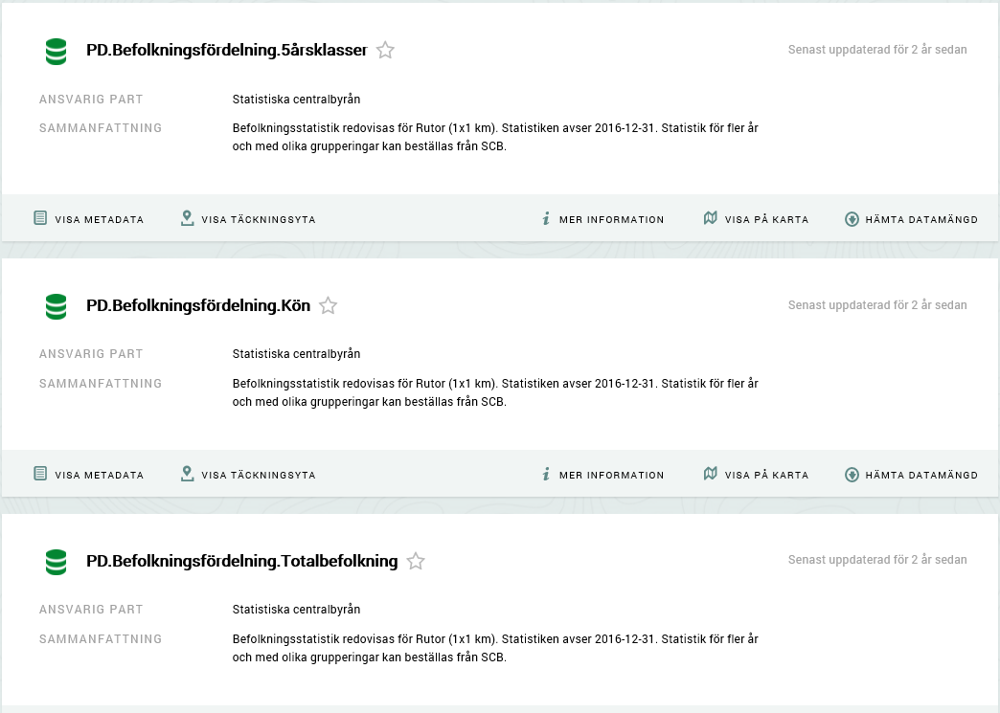 PD.Befolkningsfördelning.5årsklasser
Senast uppdaterad för 2 år sedan
ANSVARIG PART Statistiska centralbyrån
SAMMANFATTNING Befolkningsstatistik redovisas för Rutor (1x1 km). Statistiken avser 2016-12-31. Statistik för fler år
och med olika grupperingar kan beställas från SCB.
VISA METADATA VISA TÄCKNINGSYTA MER INFORMATION VISA PÅ KARTA HÄMTA DATAMÄNGD
PD.Befolkningsfördelning.Kön
Senast uppdaterad för 2 år sedan
ANSVARIG PART Statistiska centralbyrån
SAMMANFATTNING Befolkningsstatistik redovisas för Rutor (1x1 km). Statistiken avser 2016-12-31. Statistik för fler år
och med olika grupperingar kan beställas från SCB.
VISA METADATA VISA TÄCKNINGSYTA MER INFORMATION VISA PÅ KARTA HÄMTA DATAMÄNGD
PD.Befolkningsfördelning.Totalbefolkning
Senast uppdaterad för 2 år sedan
ANSVARIG PART Statistiska centralbyrån
SAMMANFATTNING Befolkningsstatistik redovisas för Rutor (1x1 km). Statistiken avser 2016-12-31. Statistik för fler år
och med olika grupperingar kan beställas från SCB.